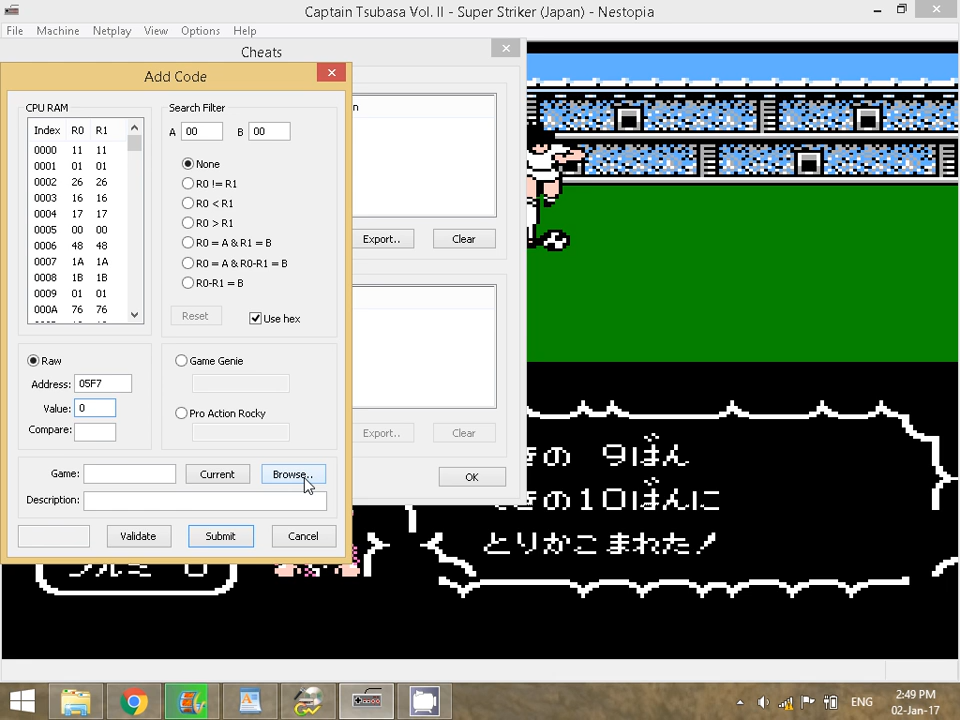 Captain Tsubasa Vol. II - Super Striker (Japan) - Nestopia
File Machine Netplay View Options Help
Cheats
Add Code
CPU RAM
Index R0 R1
0000 11 11
0001 01 01
0002 26 26
0003 16 16
0004 17 17
0005 00 00
0006 48 48
0007 1A 1A
0008 1B 1B
0009 01 01
000A 76 76
Search Filter
A 00 B 00
None
R0 != R1
R0 < R1
R0 > R1
R0 = A & R1 = B
R0 = A & R0-R1 = B
R0-R1 = B
Reset
Use hex
Raw
Address: 05F7
Value: 0
Compare:
Game Genie
Pro Action Rocky
Game: Current Browse..
Description:
Validate Submit Cancel
Export.. Clear
Export.. Clear
OK
きの 9ばん
きの10ばんに
とりかこまれた!
ENG
2:49 PM
02-Jan-17